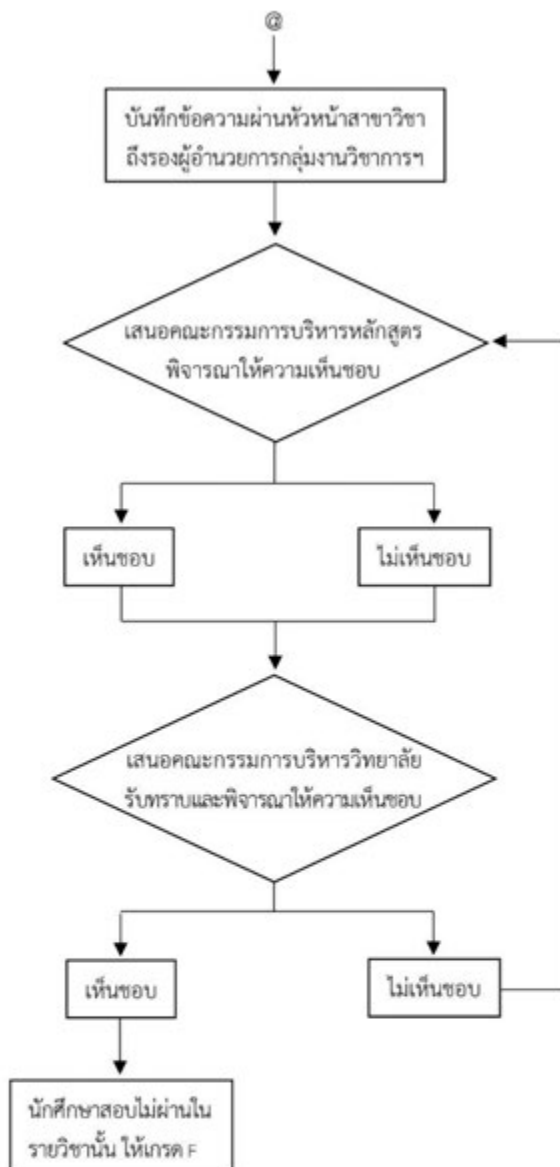 @
บันทึกข้อความผ่านหัวหน้าสาขาวิชา
ถึงรองผู้อำนวยการกลุ่มงานวิชาการฯ
เสนอคณะกรรมการบริหารหลักสูตร
พิจารณาให้ความเห็นชอบ
เห็นชอบ
ไม่เห็นชอบ
เสนอคณะกรรมการบริหารวิทยาลัย
รับทราบและพิจารณาให้ความเห็นชอบ
เห็นชอบ
ไม่เห็นชอบ
นักศึกษาสอบไม่ผ่านใน
รายวิชานั้น ให้เกรด F